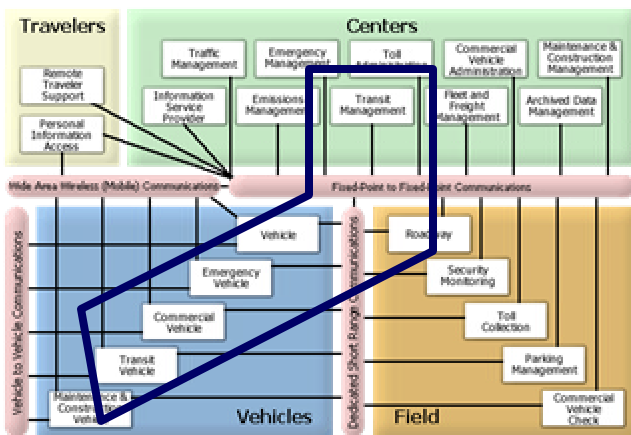 Travelers
Centers
Traffic
Management
Emergency
Management
Toll
Administration
Commercial
Vehicle
Administration
Maintenance &
Construction
Management
Remote
Traveler
Support
Information
Service
Provider
Emissions
Management
Transit
Management
Fleet and
Freight
Management
Archived Data
Management
Personal
Information
Access
Wide Area Wireless (Mobile) Communications
Fixed-Point to Fixed-Point Communications
Vehicle to Vehicle Communications
Vehicle
Dedicated Short Range Communications
Roadway
Emergency
Vehicle
Security
Monitoring
Commercial
Vehicle
Toll
Collection
Transit
Vehicle
Parking
Management
Maintenance &
Construction
Vehicle
Commercial
Vehicle
Check
Vehicles
Field